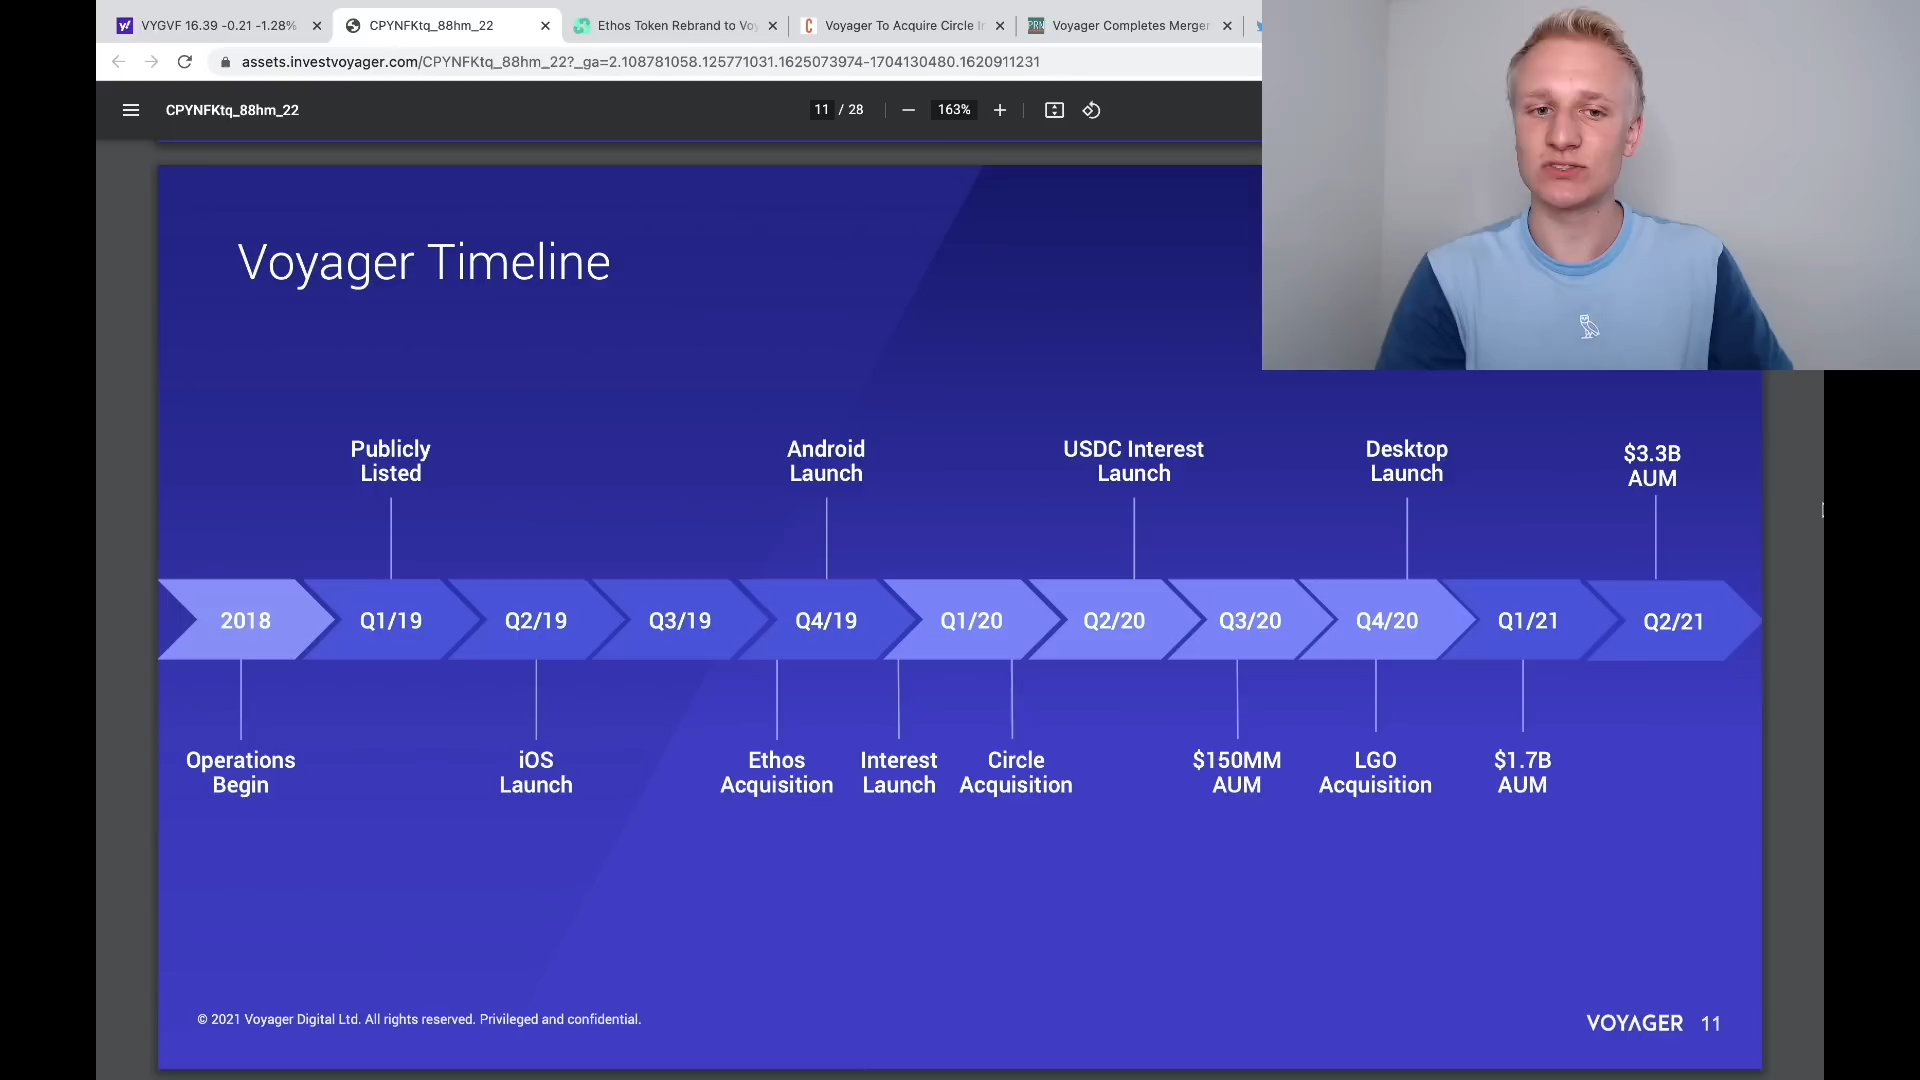 VYGVF 16.39 -0.21 -1.28%
CPYNFKtq_88hm_22
Ethos Token Rebrand to Voy
Voyager To Acquire Circle In
Voyager Completes Merger
assets.investvoyager.com/CPYNFKtq_88hm_22?_ga=2.108781058.125771031.1625073974-1704130480.1620911231
CPYNFKtq_88hm_22
11 / 28
163%
Voyager Timeline
Publicly
Listed
Android
Launch
USDC Interest
Launch
Desktop
Launch
$3.3B
AUM
2018
Q1/19
Q2/19
Q3/19
Q4/19
Q1/20
Q2/20
Q3/20
Q4/20
Q1/21
Q2/21
Operations
Begin
iOS
Launch
Ethos
Acquisition
Interest
Launch
Circle
Acquisition
$150MM
AUM
LGO
Acquisition
$1.7B
AUM
© 2021 Voyager Digital Ltd. All rights reserved. Privileged and confidential.
VOYAGER 11